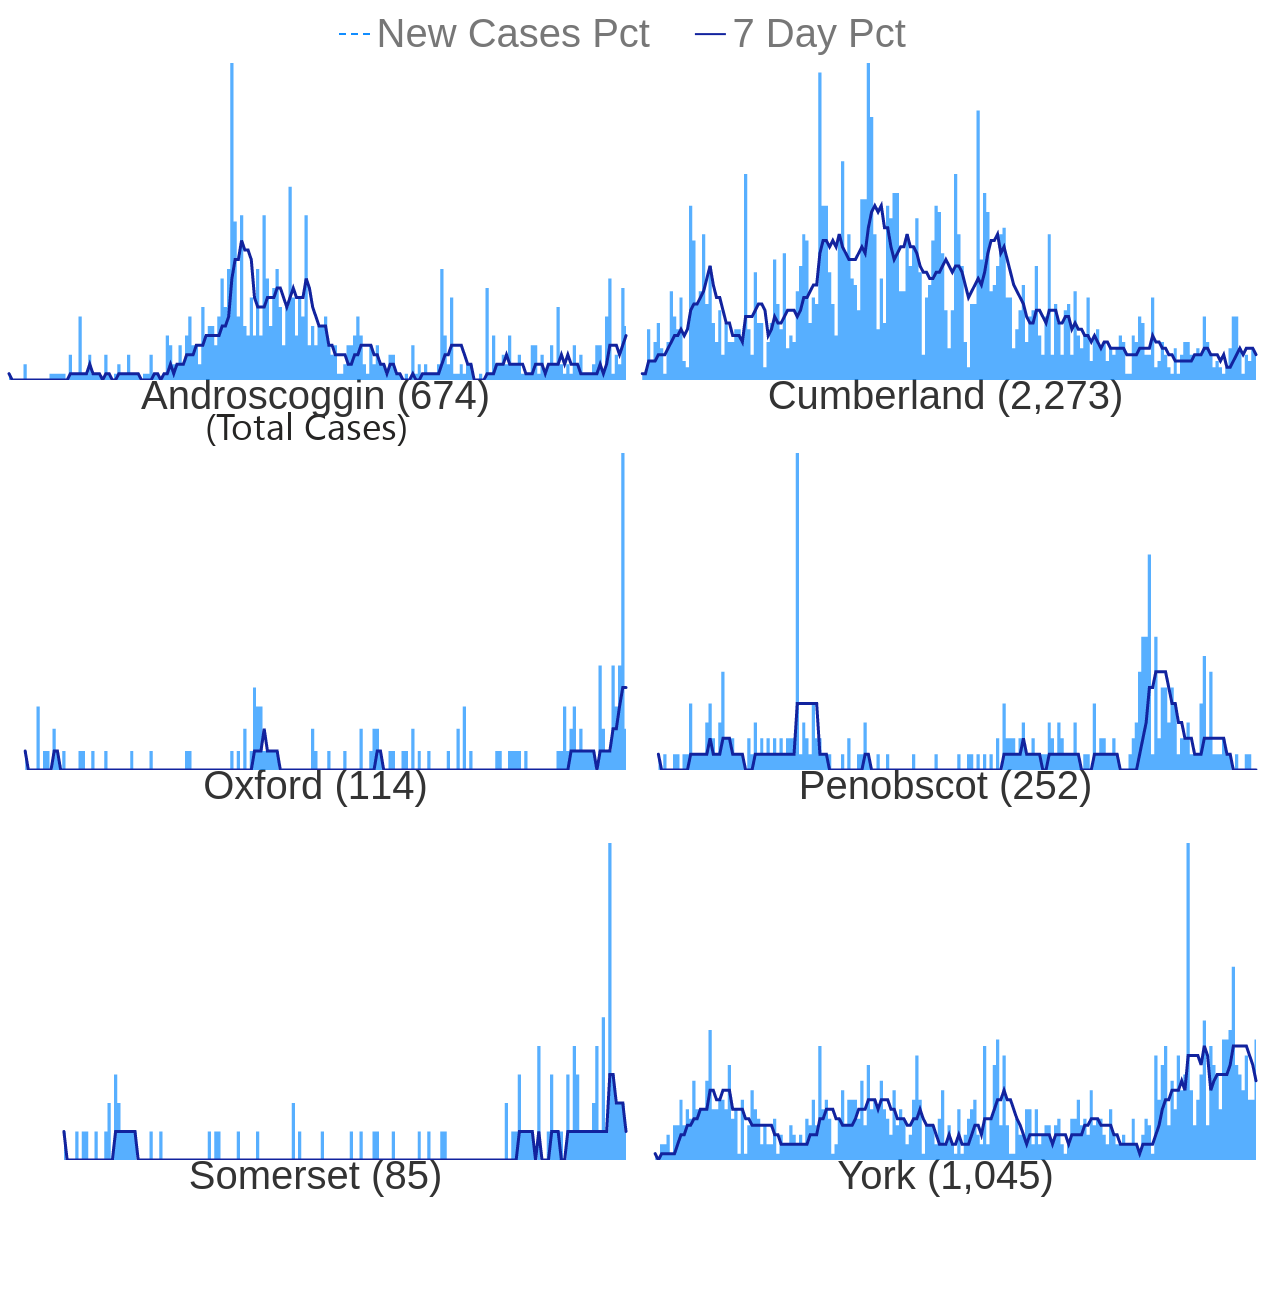 New Cases Pct 7 Day Pct
Androscoggin (674) Cumberland (2,273)
(Total Cases)
Oxford (114) Penobscot (252)
Somerset (85) York (1,045)